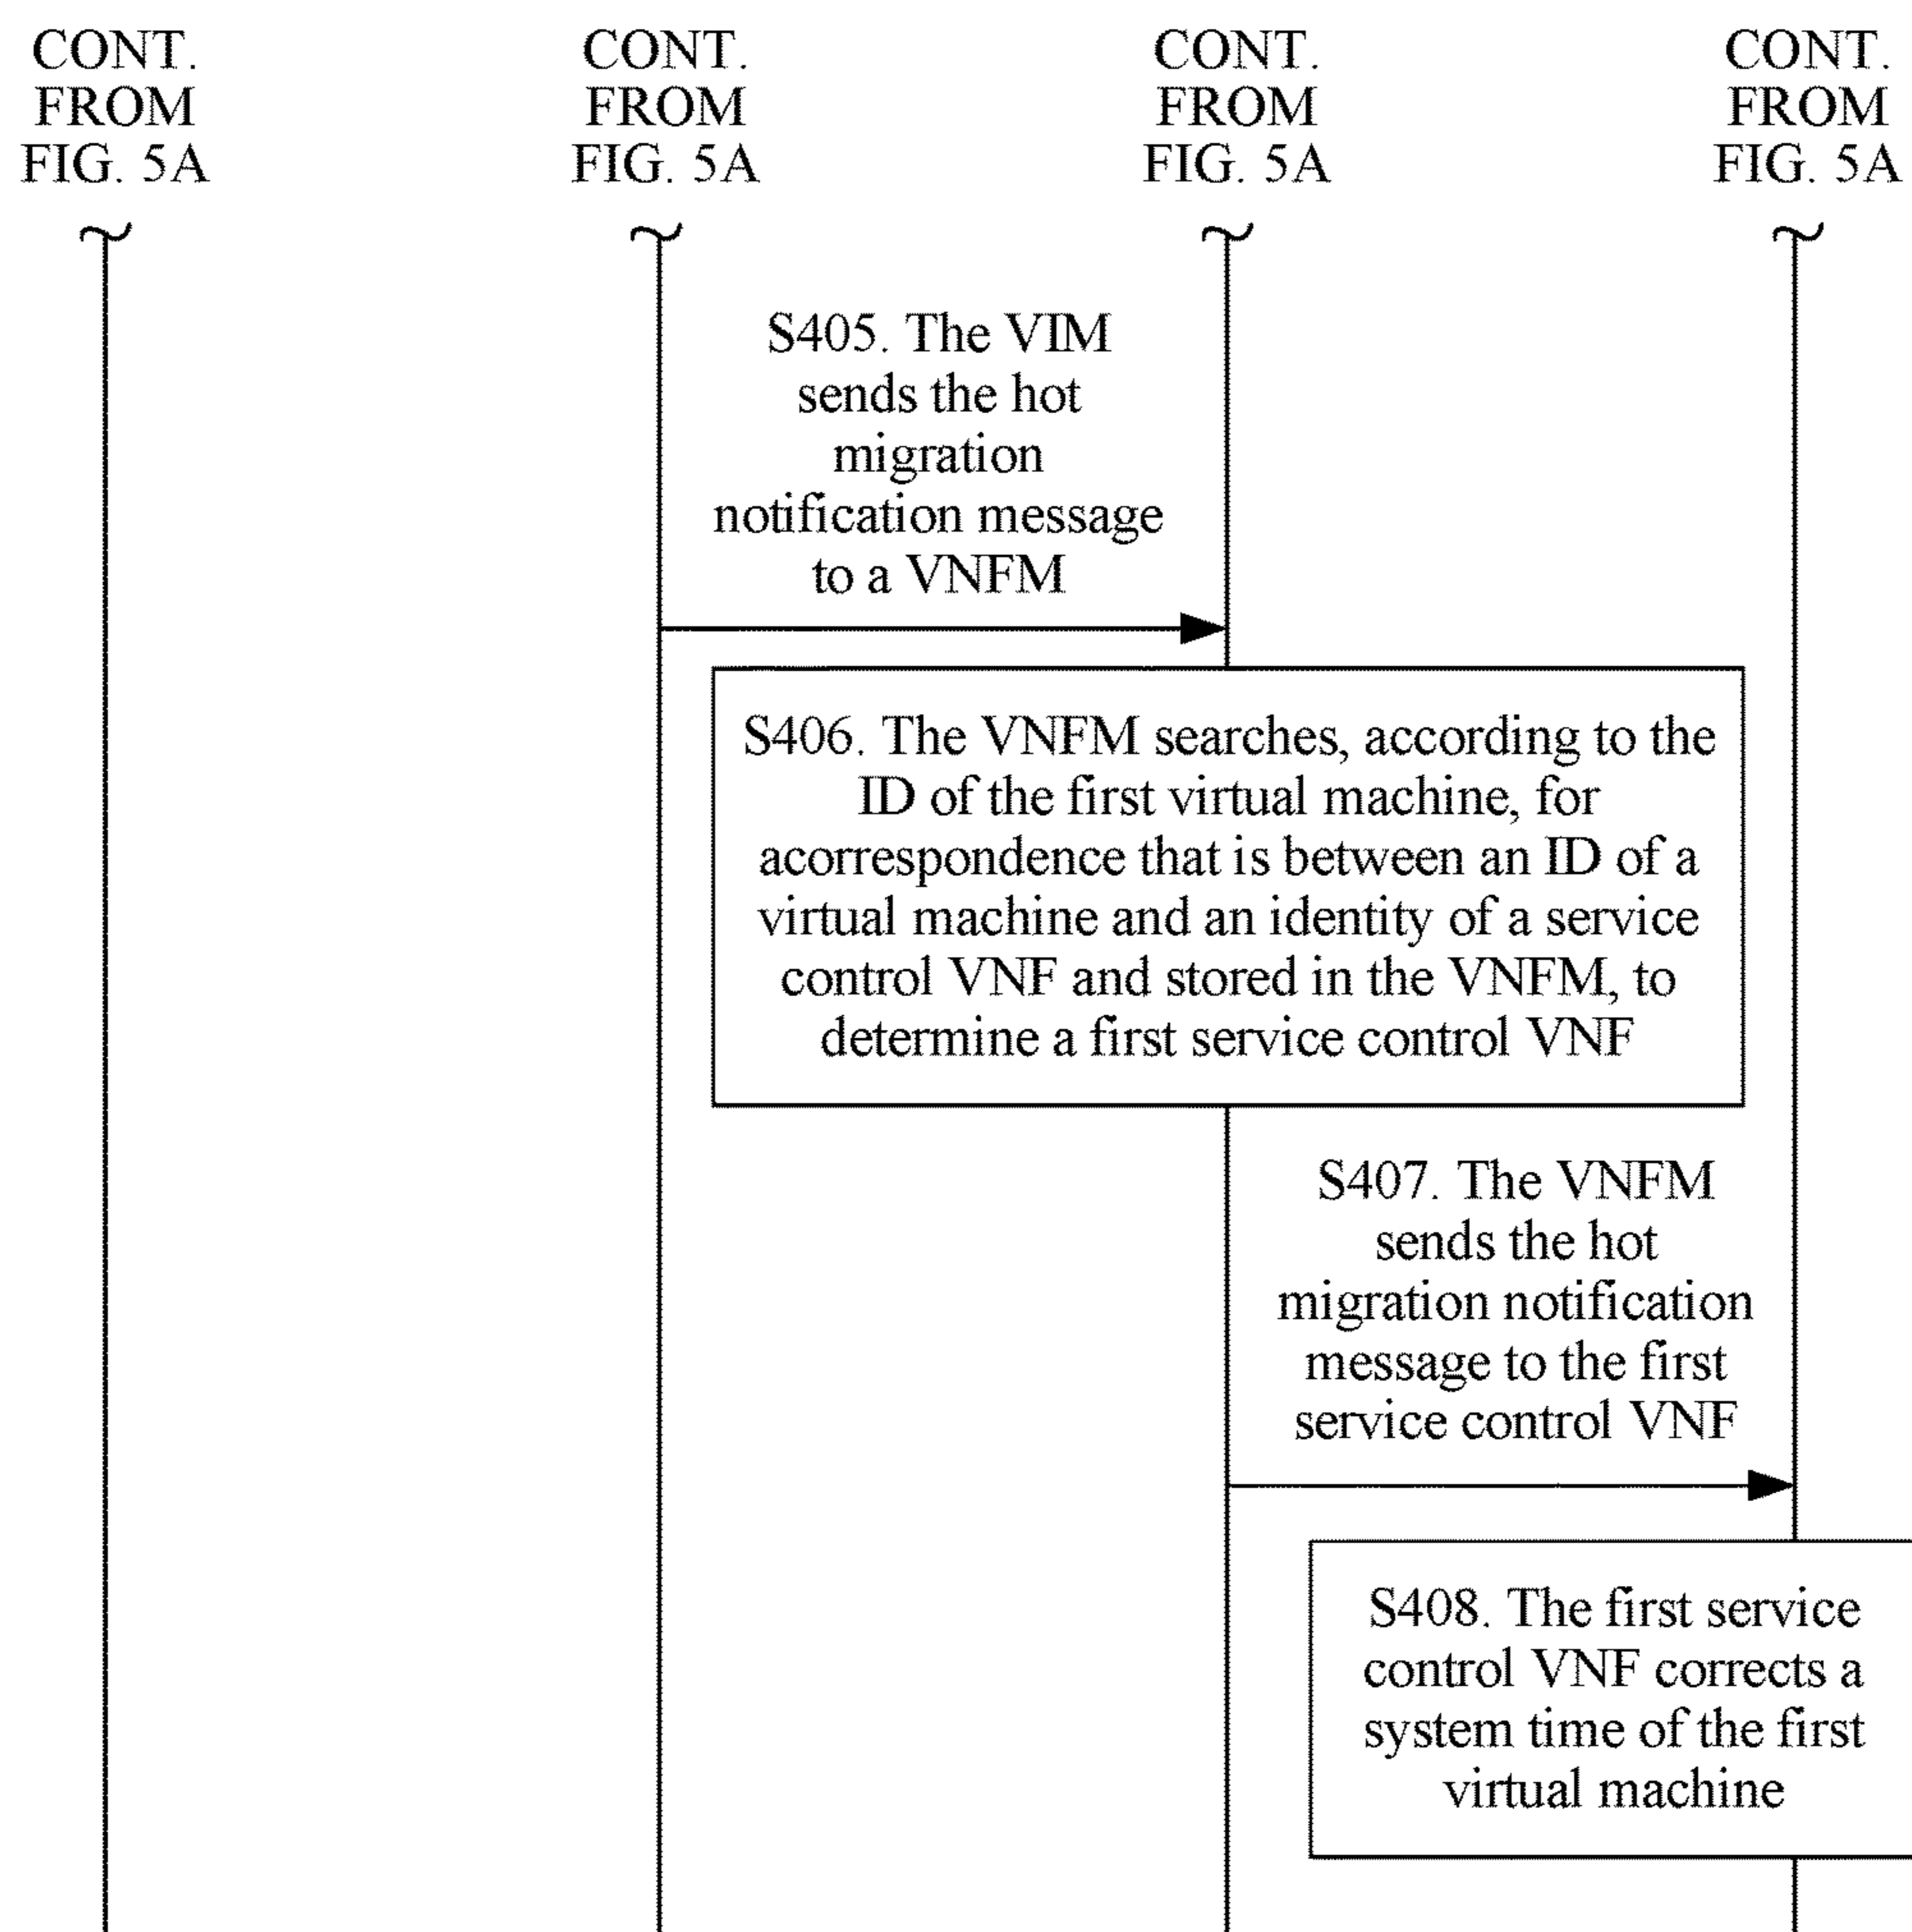 CONT.
FROM
FIG. 5A
CONT.
FROM
FIG. 5A
CONT.
FROM
FIG. 5A
CONT.
FROM
FIG. 5A
S405. The VIM
sends the hot
migration
notification message
to a VNFM
S406. The VNFM searches, according to the
ID of the first virtual machine, for
acorrespondence that is between an ID of a
virtual machine and an identity of a service
control VNF and stored in the VNFM, to
determine a first service control VNF
S407. The VNFM
sends the hot
migration notification
message to the first
service control VNF
S408. The first service
control VNF corrects a
system time of the first
virtual machine